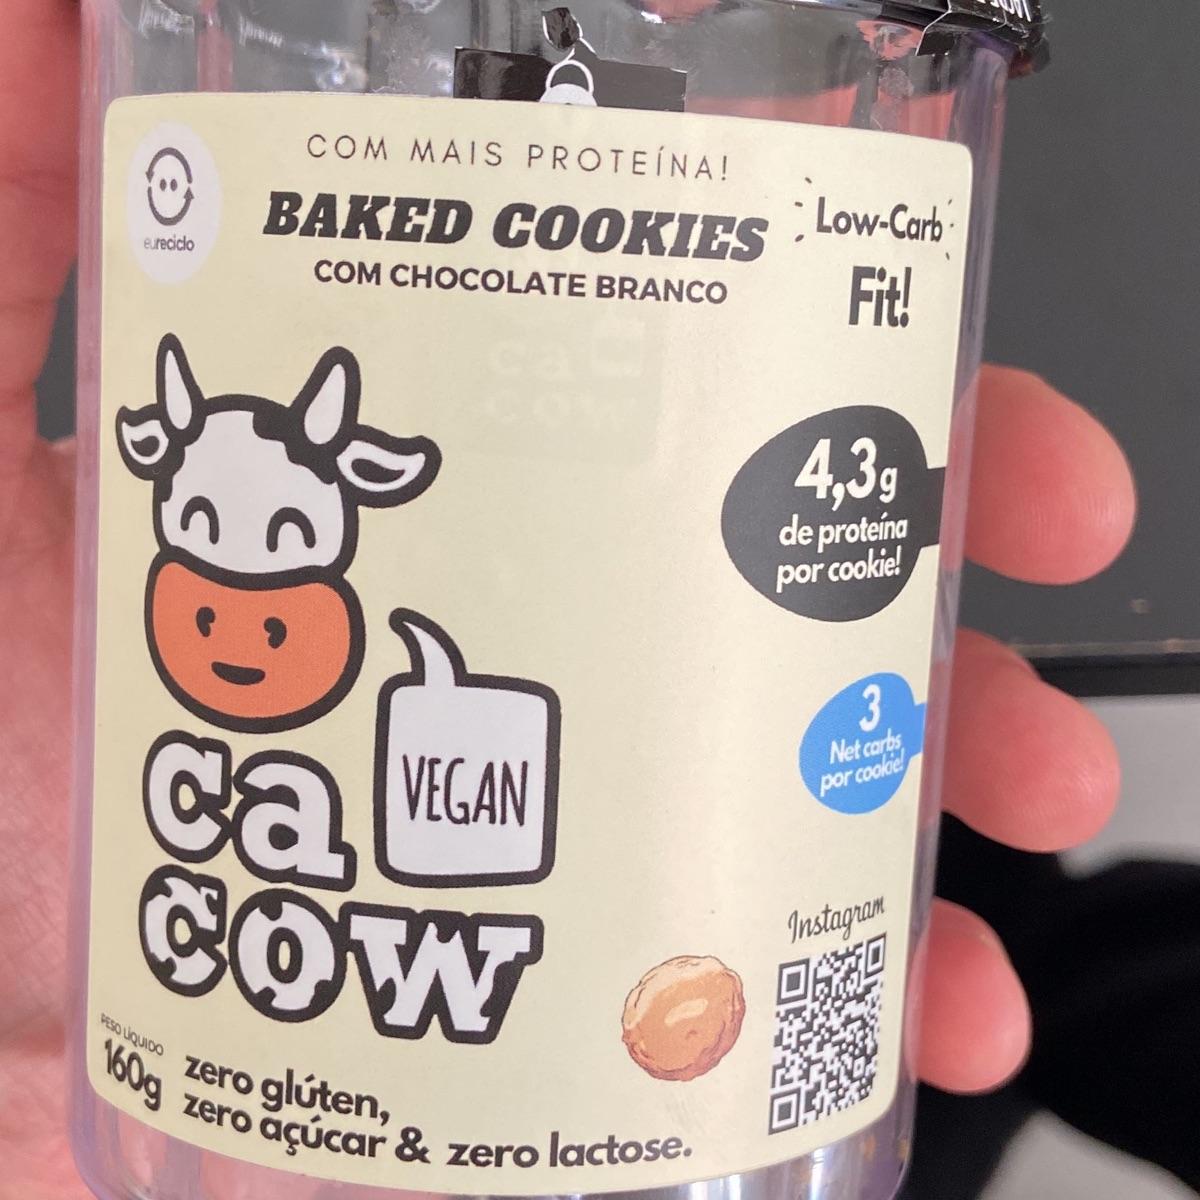 COM MAIS PROTEÍNA!
BAKED COOKIES
COM CHOCOLATE BRANCO
Low-Carb
Fit!
eureciclo
4,3g
de proteína
por cookie!
3
Net carbs
por cookie!
VEGAN
ca
cow
Instagram
PESO LÍQUIDO
160g
zero glúten,
zero açúcar & zero lactose.